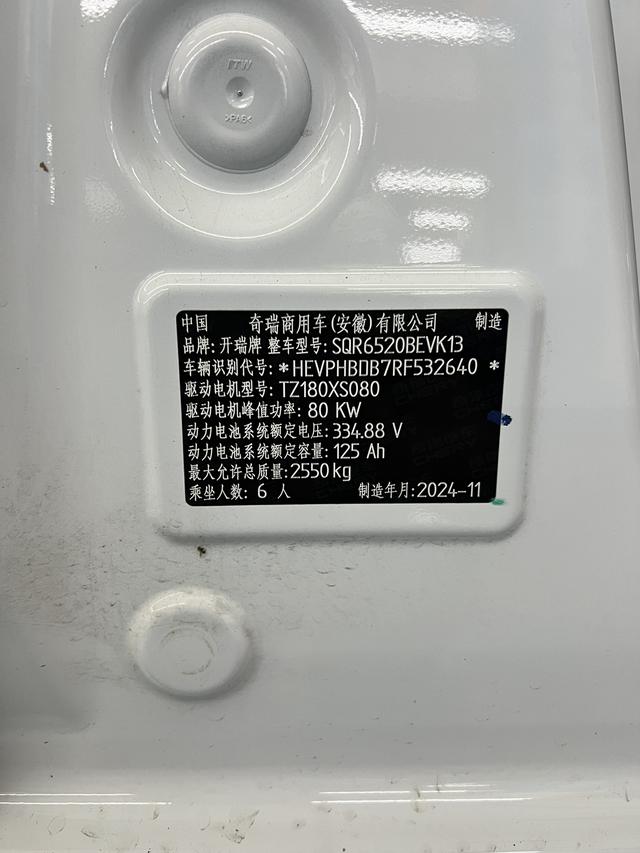 ITW
>PA6<
中国 奇瑞商用车(安徽)有限公司 制造
品牌: 开瑞牌 整车型号: SQR6520BEVK13
车辆识别代号: *HEVPHBDB7RF532640*
驱动电机型号: TZ180XS080
驱动电机峰值功率: 80 KW
动力电池系统额定电压: 334.88 V
动力电池系统额定容量: 125 Ah
最大允许总质量: 2550kg
乘坐人数: 6 人 制造年月: 2024-11